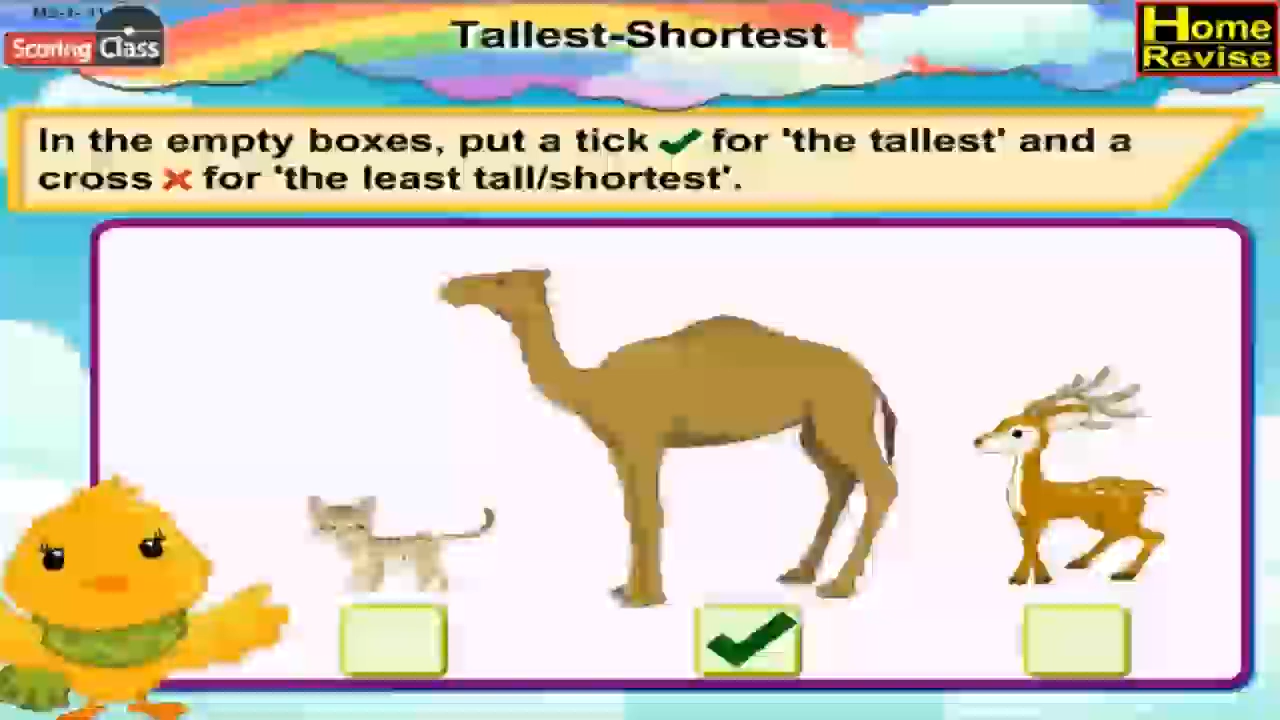 Scoring Class
Tallest-Shortest
Home
Revise
In the empty boxes, put a tick ✔ for 'the tallest' and a
cross ✖ for 'the least tall/shortest'.